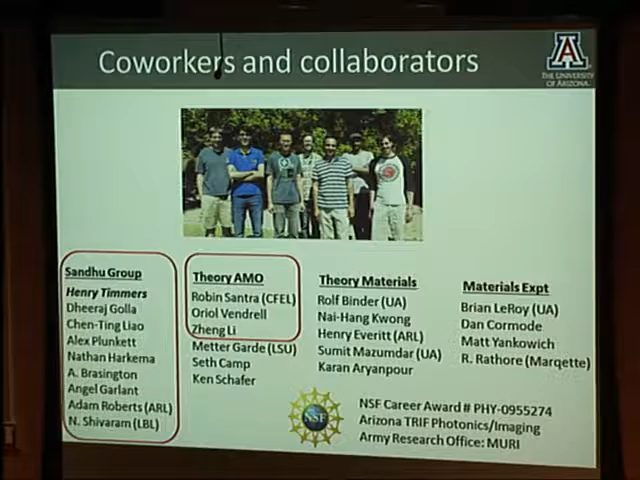 Coworkers and collaborators
A
THE UNIVERSITY
OF ARIZONA.
Sandhu Group
Henry Timmers
Dheeraj Golla
Chen-Ting Liao
Alex Plunkett
Nathan Harkema
A. Brasington
Angel Garlant
Adam Roberts (ARL)
N. Shivaram (LBL)
Theory AMO
Robin Santra (CFEL)
Oriol Vendrell
Zheng Li
Metter Garde (LSU)
Seth Camp
Ken Schafer
Theory Materials
Rolf Binder (UA)
Nai-Hang Kwong
Henry Everitt (ARL)
Sumit Mazumdar (UA)
Karan Aryanpour
Materials Expt
Brian LeRoy (UA)
Dan Cormode
Matt Yankowich
R. Rathore (Marqette)
NSF
NSF Career Award # PHY-0955274
Arizona TRIF Photonics/Imaging
Army Research Office: MURI